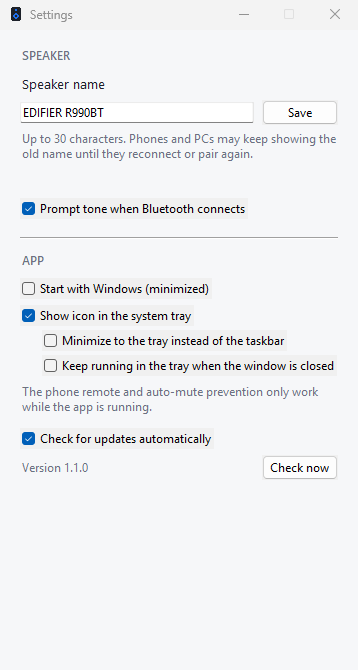 Settings
SPEAKER
Speaker name
EDIFIER R990BT
Save
Up to 30 characters. Phones and PCs may keep showing the
old name until they reconnect or pair again.
Prompt tone when Bluetooth connects
APP
Start with Windows (minimized)
Show icon in the system tray
Minimize to the tray instead of the taskbar
Keep running in the tray when the window is closed
The phone remote and auto-mute prevention only work
while the app is running.
Check for updates automatically
Version 1.1.0
Check now